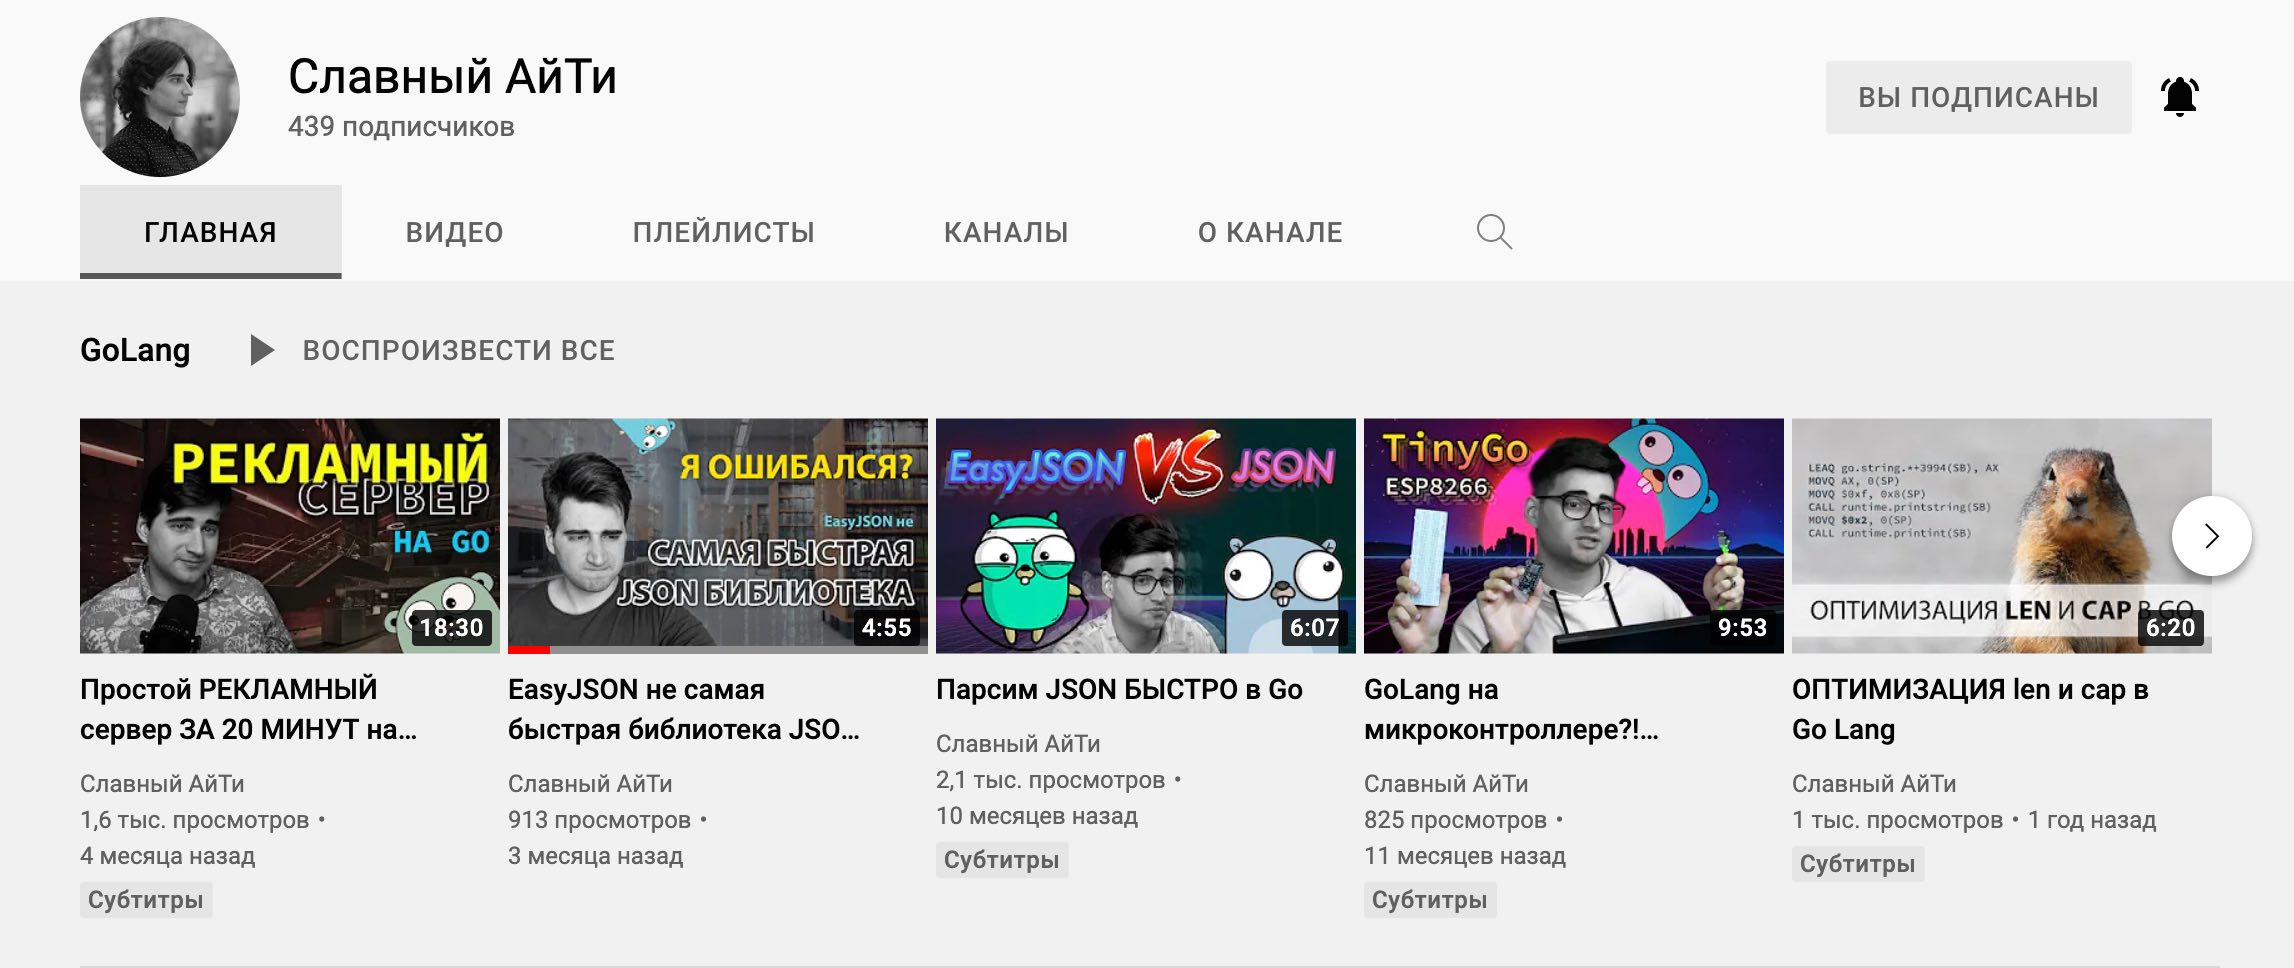 Славный АйТи
439 подписчиков
ВЫ ПОДПИСАНЫ
ГЛАВНАЯ
ВИДЕО
ПЛЕЙЛИСТЫ
КАНАЛЫ
О КАНАЛЕ
GoLang
ВОСПРОИЗВЕСТИ ВСЕ
РЕКЛАМНЫЙ
СЕРВЕР
НА GO
18:30
Простой РЕКЛАМНЫЙ
сервер ЗА 20 МИНУТ на...
Славный АйТи
1,6 тыс. просмотров •
4 месяца назад
Субтитры
Я ОШИБАЛСЯ?
EasyJSON не
САМАЯ БЫСТРАЯ
JSON БИБЛИОТЕКА
4:55
EasyJSON не самая
быстрая библиотека JSO...
Славный АйТи
913 просмотров •
3 месяца назад
EasyJSON VS JSON
6:07
Парсим JSON БЫСТРО в Go
Славный АйТи
2,1 тыс. просмотров •
10 месяцев назад
Субтитры
TinyGo
ESP8266
9:53
GoLang на
микроконтроллере?!...
Славный АйТи
825 просмотров •
11 месяцев назад
Субтитры
LEAQ go.string.*+3994(SB), AX
MOVQ AX, 0(SP)
MOVQ $0xf, 0x8(SP)
CALL runtime.printstring(SB)
MOVQ $0x2, 0(SP)
CALL runtime.printint(SB)
ОПТИМИЗАЦИЯ LEN И CAP В GO
6:20
ОПТИМИЗАЦИЯ len и cap в
Go Lang
Славный АйТи
1 тыс. просмотров • 1 год назад
Субтитры